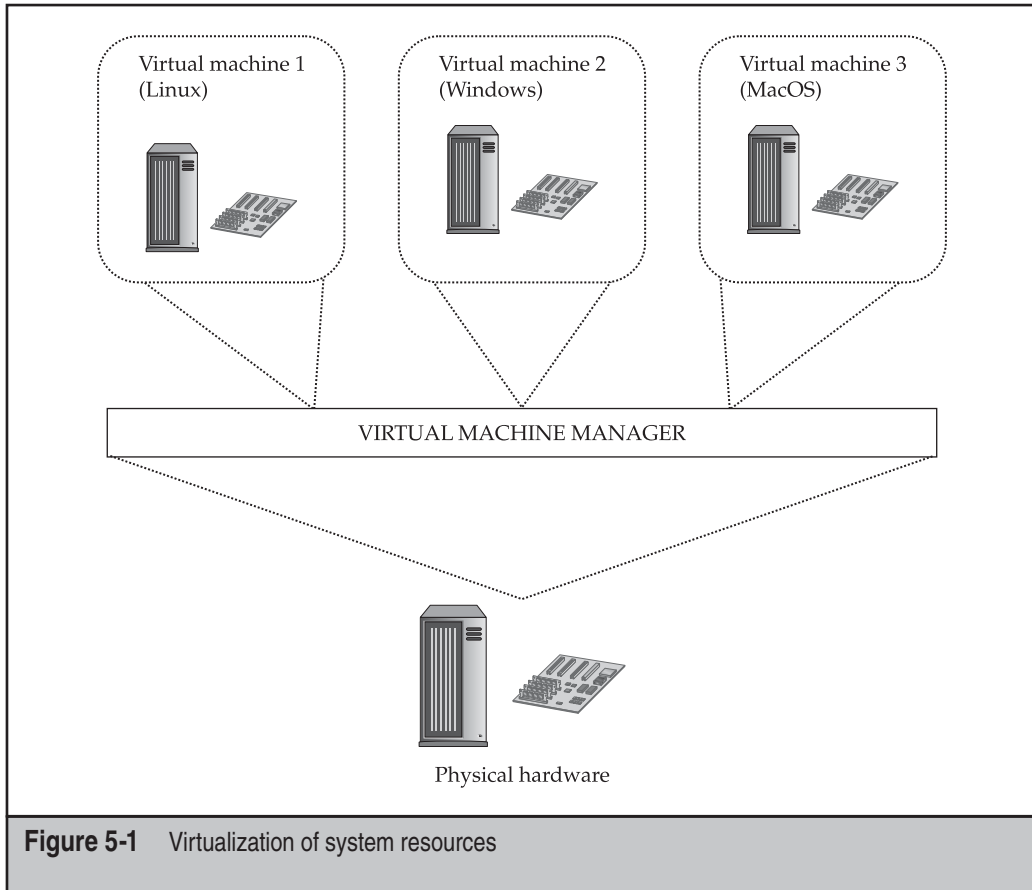 Virtual machine 1
(Linux)
Virtual machine 2
(Windows)
Virtual machine 3
(MacOS)
VIRTUAL MACHINE MANAGER
Physical hardware
Figure 5-1 Virtualization of system resources